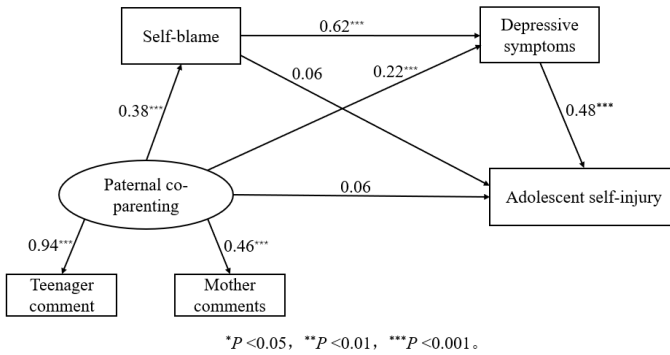 Self-blame
0.62***
Depressive
symptoms
0.06
0.22***
0.38***
0.48***
Paternal co-
parenting
0.06
Adolescent self-injury
0.94***
0.46***
Teenager
comment
Mother
comments
*P <0.05， **P <0.01， ***P <0.001。